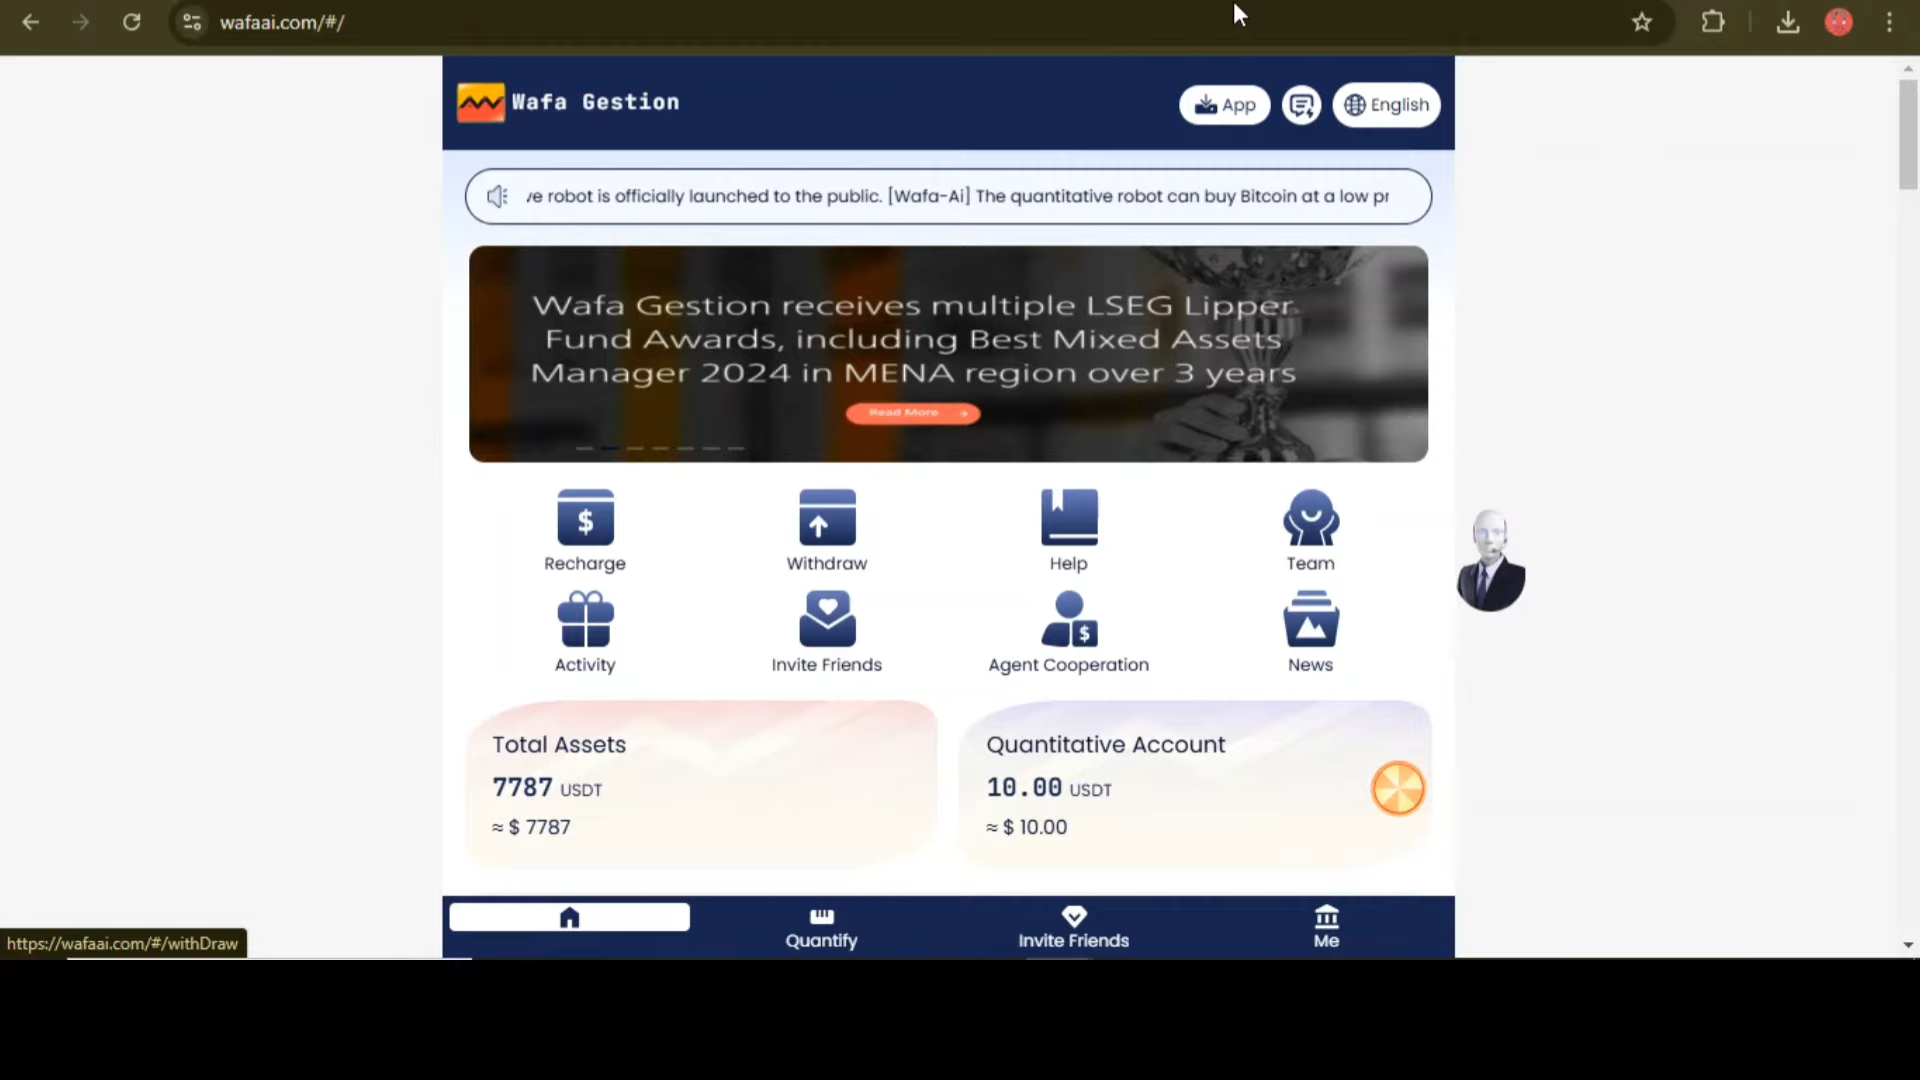 wafaai.com/#/
Wafa Gestion
App
English
ve robot is officially launched to the public. [Wafa-Ai] The quantitative robot can buy Bitcoin at a low pr
Wafa Gestion receives multiple LSEG Lipper
Fund Awards, including Best Mixed Assets
Manager 2024 in MENA region over 3 years
Read More
Recharge
Withdraw
Help
Team
Activity
Invite Friends
Agent Cooperation
News
Total Assets
7787 USDT
≈ $ 7787
Quantitative Account
10.00 USDT
≈ $ 10.00
Quantify
Invite Friends
Me
https://wafaai.com/#/withDraw